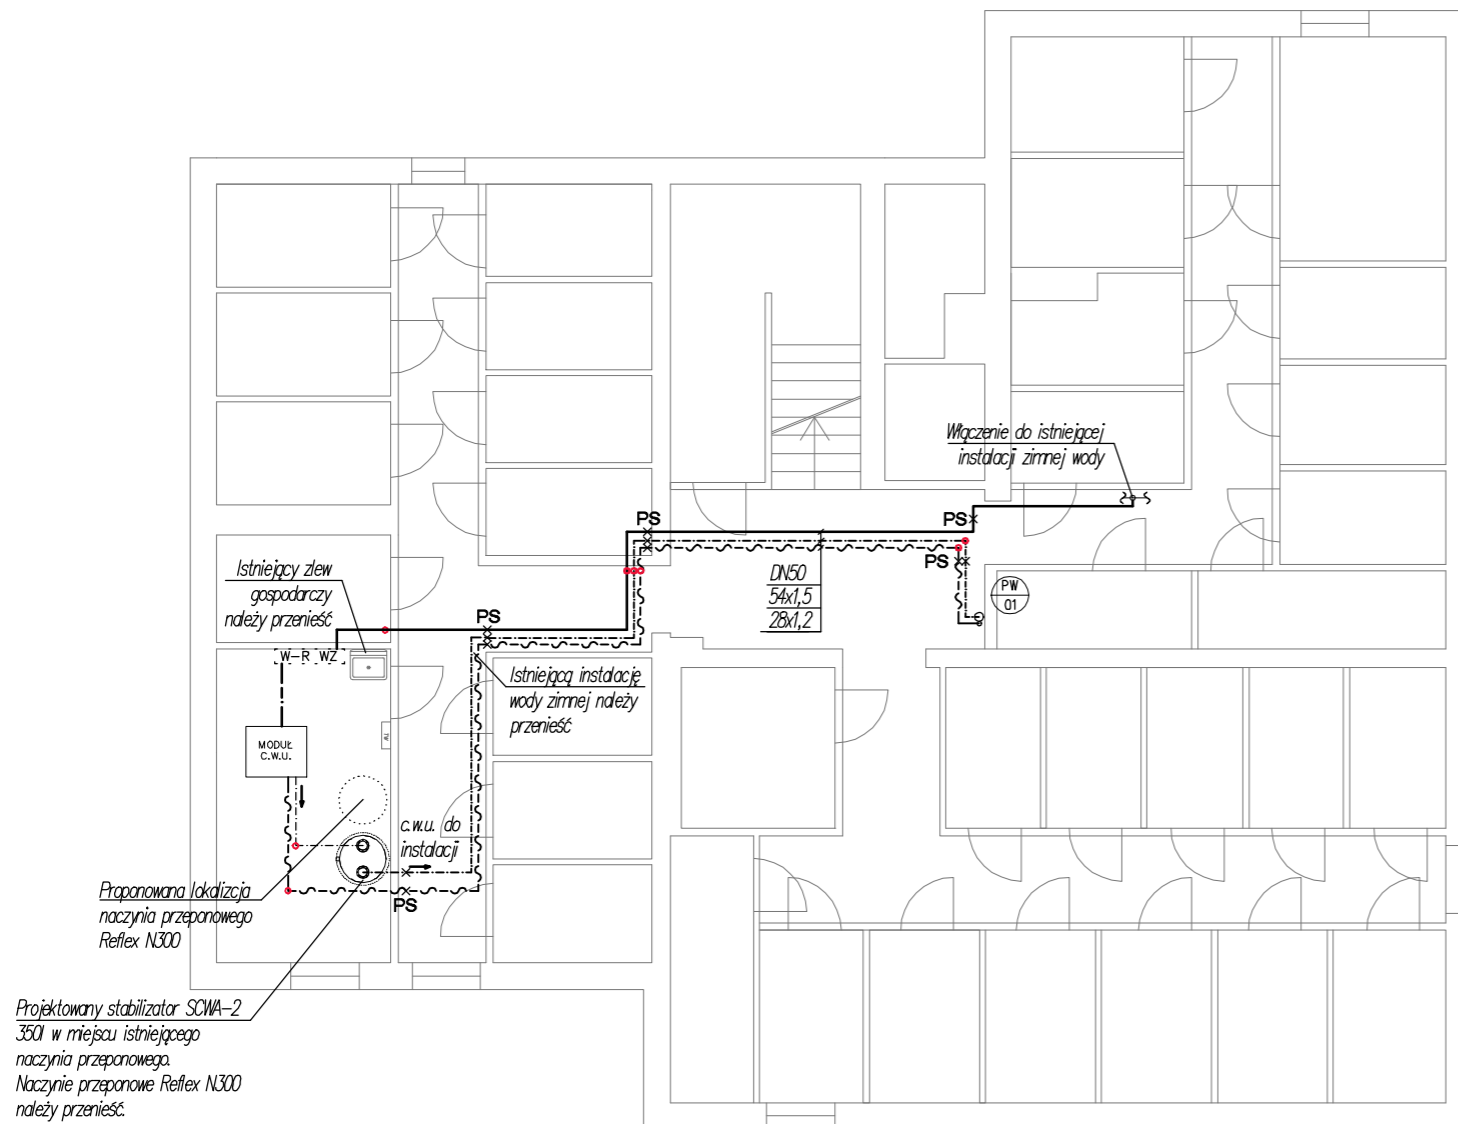 Włączenie do istniejącej
instalacji zimnej wody
PS
PS
PS
DN50
54x1,5
28x1,2
PW
01
Istniejący zlew
gospodarczy
należy przenieść
PS
W-R WZ
Istniejącą instalację
wody zimnej należy
przenieść
MODUŁ
C.W.U.
TW
c.w.u. do
instalacji
PS
Proponowana lokalizcja
naczynia przeponowego
Reflex N300
Projektowany stabilizator SCWA-2
350l w miejscu istniejącego
naczynia przeponowego.
Naczynie przeponowe Reflex N300
należy przenieść.